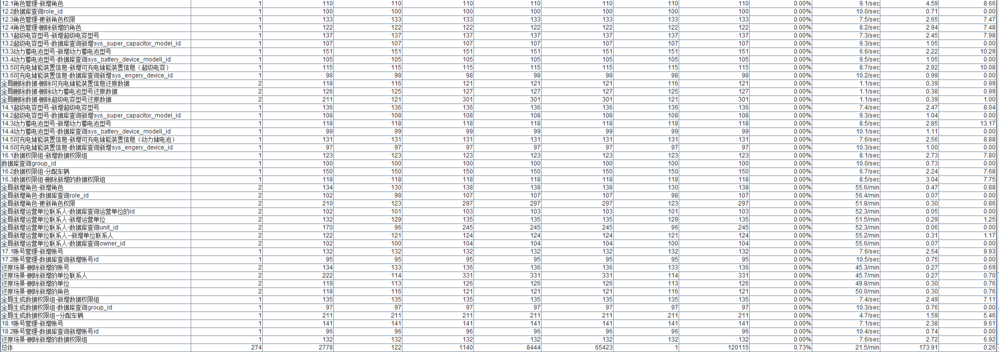 12.1角色管理-新增角色 1 110 110 110 110 110 110 110 0.00% 9.1/sec 4.59 8.66
12.2数据库查询role_id 1 100 100 100 100 100 100 100 0.00% 10.0/sec 0.71 0.00
12.3角色管理-更新角色权限 1 133 133 133 133 133 133 133 0.00% 7.5/sec 2.65 7.47
12.4角色管理-删除新增的角色 1 122 122 122 122 122 122 122 0.00% 8.2/sec 2.94 7.48
13.1超级电容型号-新增超级电容型号 1 137 137 137 137 137 137 137 0.00% 7.3/sec 2.45 7.98
13.2超级电容型号-数据库查询新增sys_super_capacitor_model_id 1 107 107 107 107 107 107 107 0.00% 9.3/sec 1.05 0.00
13.3动力蓄电池型号-新增动力蓄电池型号 1 151 151 151 151 151 151 151 0.00% 6.6/sec 2.22 10.29
13.4动力蓄电池型号-数据库查询sys_battery_device_modell_id 1 105 105 105 105 105 105 105 0.00% 9.5/sec 1.05 0.00
13.5可充电储能装置信息-新增可充电储能装置信息（超级电容） 1 115 115 115 115 115 115 115 0.00% 8.7/sec 2.92 10.08
13.6可充电储能装置信息-数据库查询新增sys_engery_device_id 1 98 98 98 98 98 98 98 0.00% 10.2/sec 0.99 0.00
全局删除数据-删除可充电储能装置信息还原数据 2 118 116 121 121 121 116 121 0.00% 1.1/sec 0.39 0.99
全局删除数据-删除动力蓄电池型号还原数据 2 126 125 127 127 127 125 127 0.00% 1.1/sec 0.38 0.99
全局删除数据-删除超级电容型号还原数据 2 211 121 301 301 301 121 301 0.00% 1.1/sec 0.39 1.00
14.1超级电容型号-新增超级电容型号 1 136 136 136 136 136 136 136 0.00% 7.4/sec 2.47 8.04
14.2超级电容型号-数据库查询新增sys_super_capacitor_model_id 1 108 108 108 108 108 108 108 0.00% 9.3/sec 1.04 0.00
14.3动力蓄电池型号-新增动力蓄电池型号 1 118 118 118 118 118 118 118 0.00% 8.5/sec 2.85 13.17
14.4动力蓄电池型号-数据库查询sys_battery_device_modell_id 1 99 99 99 99 99 99 99 0.00% 10.1/sec 1.11 0.00
14.5可充电储能装置信息-新增可充电储能装置信息（动力储电池） 1 131 131 131 131 131 131 131 0.00% 7.6/sec 2.56 8.88
14.6可充电储能装置信息-数据库查询新增sys_engery_device_id 1 97 97 97 97 97 97 97 0.00% 10.3/sec 1.00 0.00
16.1数据权限组-新增数据权限组 1 123 123 123 123 123 123 123 0.00% 8.1/sec 2.73 7.80
数据库查询group_id 1 100 100 100 100 100 100 100 0.00% 10.0/sec 0.73 0.00
16.2数据权限组-分配车辆 1 150 150 150 150 150 150 150 0.00% 6.7/sec 2.24 7.68
16.3数据权限组-删除新增的数据权限组 1 118 118 118 118 118 118 118 0.00% 8.5/sec 3.04 7.75
全局新增角色-新增角色 2 134 130 138 138 138 130 138 0.00% 55.6/min 0.47 0.88
全局新增角色-数据库查询role_id 2 102 98 107 107 107 98 107 0.00% 56.4/min 0.07 0.00
全局新增角色-更新角色权限 2 210 123 297 297 297 123 297 0.00% 51.8/min 0.30 0.86
全局新增运营单位联系人-数据库查询运营单位的id 2 102 101 103 103 103 101 103 0.00% 52.3/min 0.05 0.00
全局新增运营单位联系人-新增运营单位 2 132 129 135 135 135 129 135 0.00% 51.5/min 0.29 1.25
全局新增运营单位联系人-数据库查询unit_id 2 170 96 245 245 245 96 245 0.00% 52.3/min 0.06 0.00
全局新增运营单位联系人--新增单位联系人 2 122 121 124 124 124 121 124 0.00% 55.2/min 0.31 1.17
全局新增运营单位联系人-数据库查询owner_id 2 102 100 104 104 104 100 104 0.00% 55.6/min 0.07 0.00
17.1账号管理-新增账号 1 132 132 132 132 132 132 132 0.00% 7.6/sec 2.54 9.93
17.2账号管理-数据库查询新增账号id 1 95 95 95 95 95 95 95 0.00% 10.5/sec 0.75 0.00
还原场景-删除新增的账号 2 134 133 136 136 136 133 136 0.00% 45.3/min 0.27 0.69
还原场景-删除新增的单位联系人 2 222 114 331 331 331 114 331 0.00% 45.7/min 0.27 0.70
还原场景-删除新增的单位 2 119 113 126 126 126 113 126 0.00% 49.8/min 0.30 0.76
还原场景-删除新增的角色 2 118 116 121 121 121 116 121 0.00% 50.0/min 0.30 0.76
全局生成数据权限组-新增数据权限组 1 135 135 135 135 135 135 135 0.00% 7.4/sec 2.49 7.11
全局生成数据权限组-数据库查询group_id 1 97 97 97 97 97 97 97 0.00% 10.3/sec 0.76 0.00
全局生成数据权限组--分配车辆 1 211 211 211 211 211 211 211 0.00% 4.7/sec 1.59 5.46
18.1账号管理-新增账号 1 141 141 141 141 141 141 141 0.00% 7.1/sec 2.38 9.61
18.2账号管理-数据库查询新增账号id 1 96 96 96 96 96 96 96 0.00% 10.4/sec 0.74 0.00
还原场景-删除新增的数据权限组 1 132 132 132 132 132 132 132 0.00% 7.6/sec 2.72 6.92
总体 274 2778 122 1140 8444 65423 1 120115 0.73% 21.5/min 173.91 0.26